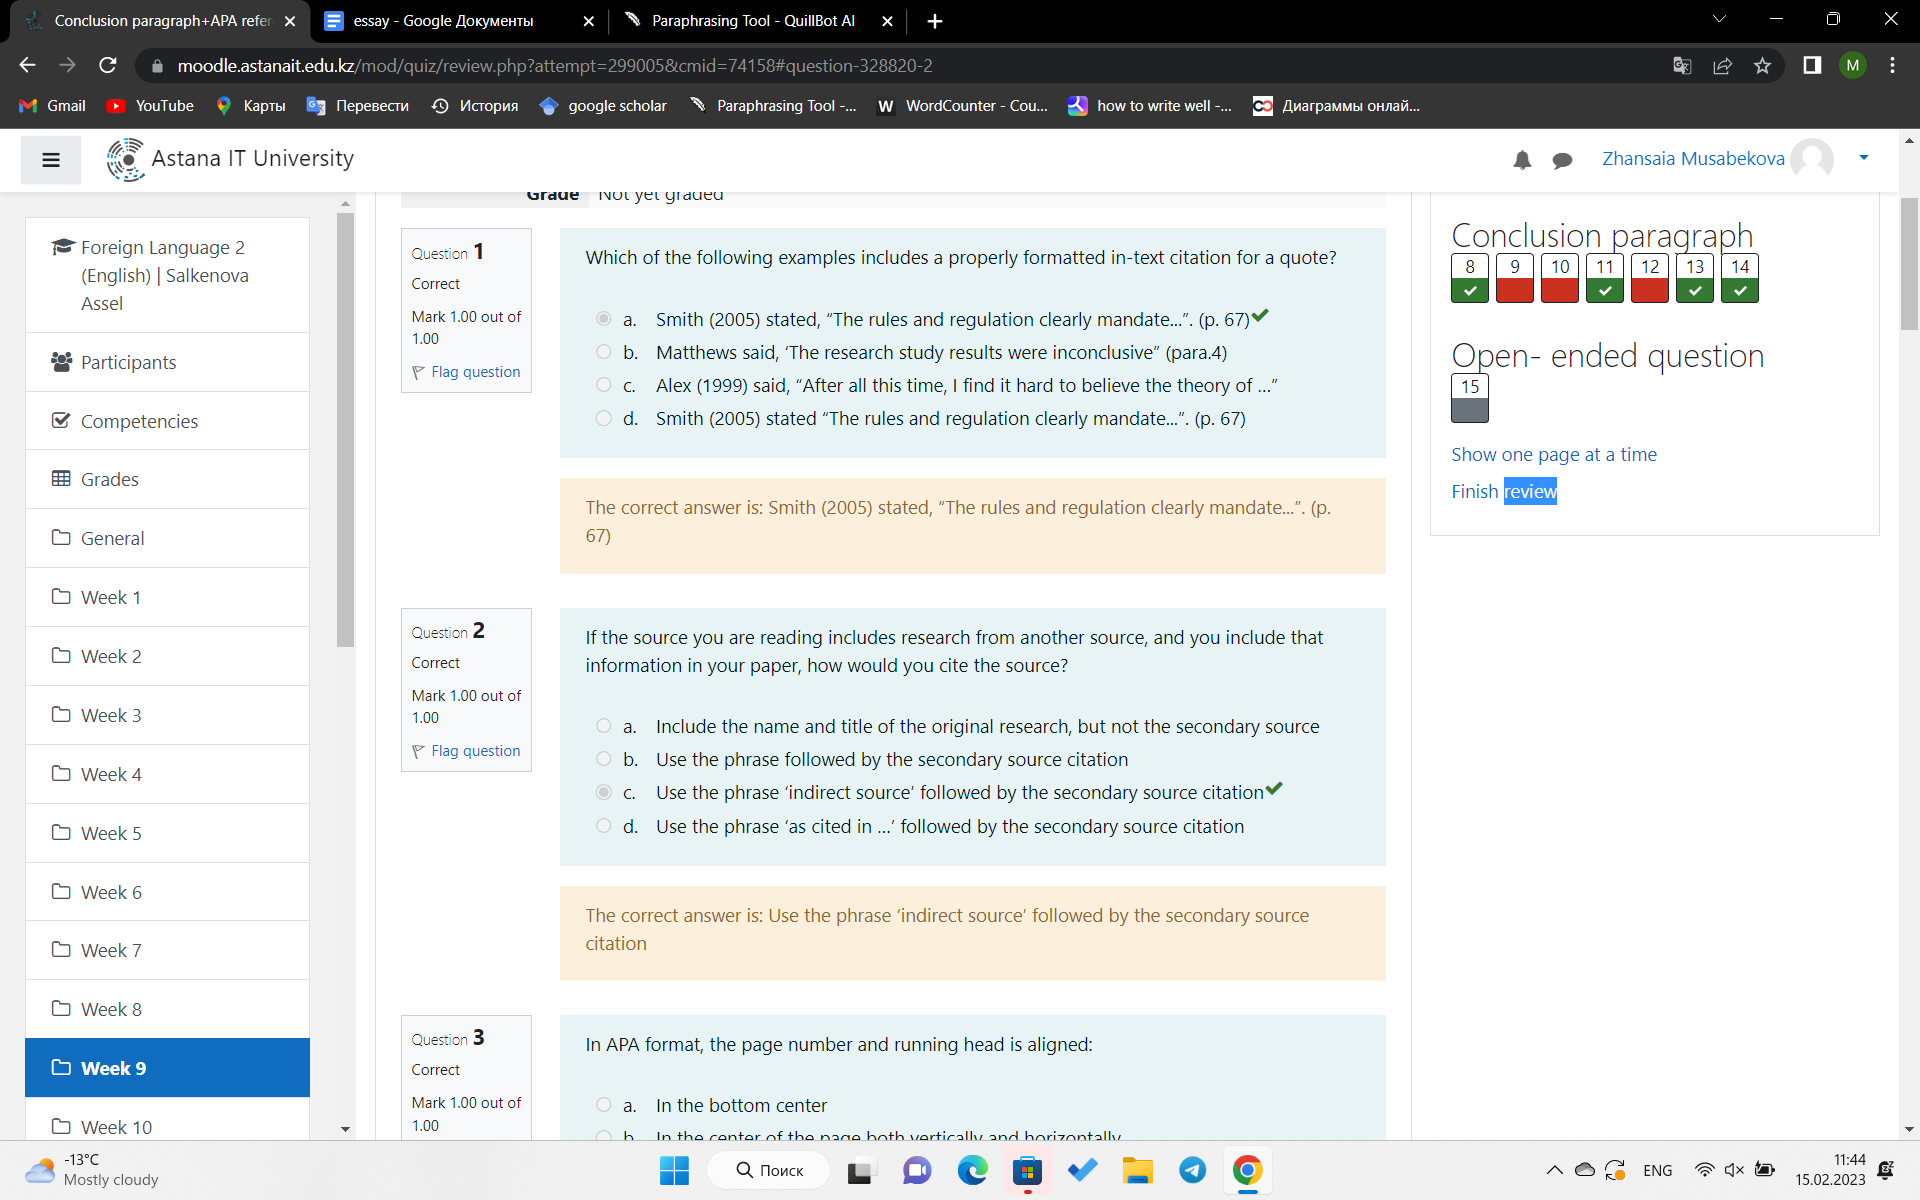 Conclusion paragraph+APA refer
essay - Google Документы
Paraphrasing Tool - QuillBot AI
moodle.astanait.edu.kz/mod/quiz/review.php?attempt=299005&cmid=74158#question-328820-2
M
Gmail
YouTube
Карты
Перевести
История
google scholar
Paraphrasing Tool -...
W WordCounter - Cou...
how to write well -...
Диаграммы онлай...
Astana IT University
Zhansaia Musabekova
Foreign Language 2
(English) | Salkenova
Assel
Participants
Competencies
Grades
General
Week 1
Week 2
Week 3
Week 4
Week 5
Week 6
Week 7
Week 8
Week 9
Week 10
Grade Not yet graded
Question 1
Correct
Mark 1.00 out of
1.00
Flag question
Which of the following examples includes a properly formatted in-text citation for a quote?
a. Smith (2005) stated, “The rules and regulation clearly mandate...”. (p. 67)
b. Matthews said, ‘The research study results were inconclusive” (para.4)
c. Alex (1999) said, “After all this time, I find it hard to believe the theory of ...”
d. Smith (2005) stated “The rules and regulation clearly mandate...”. (p. 67)
The correct answer is: Smith (2005) stated, “The rules and regulation clearly mandate...”. (p.
67)
Question 2
Correct
Mark 1.00 out of
1.00
Flag question
If the source you are reading includes research from another source, and you include that
information in your paper, how would you cite the source?
a. Include the name and title of the original research, but not the secondary source
b. Use the phrase followed by the secondary source citation
c. Use the phrase ‘indirect source’ followed by the secondary source citation
d. Use the phrase ‘as cited in ...’ followed by the secondary source citation
The correct answer is: Use the phrase ‘indirect source’ followed by the secondary source
citation
Question 3
Correct
Mark 1.00 out of
1.00
In APA format, the page number and running head is aligned:
a. In the bottom center
b. In the center of the page both vertically and horizontally
Conclusion paragraph
8 9 10 11 12 13 14
Open- ended question
15
Show one page at a time
Finish review
-13°C
Mostly cloudy
Поиск
ENG
11:44
15.02.2023